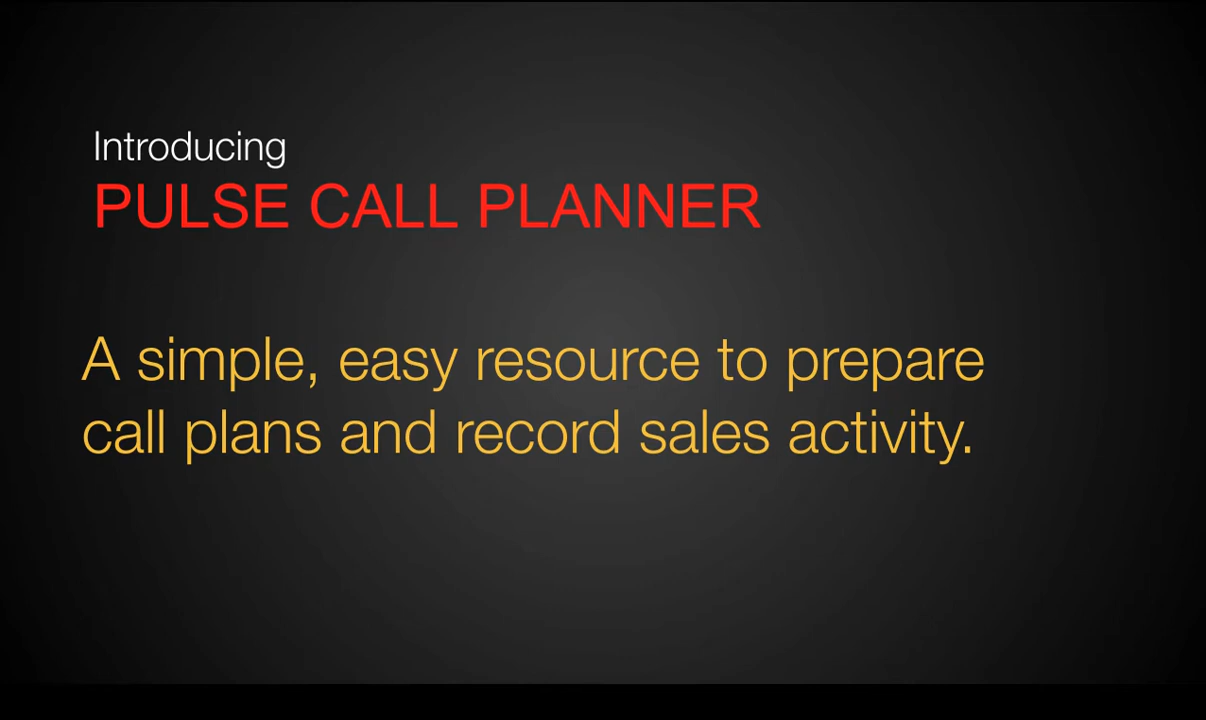 Introducing
PULSE CALL PLANNER
A simple, easy resource to prepare
call plans and record sales activity.